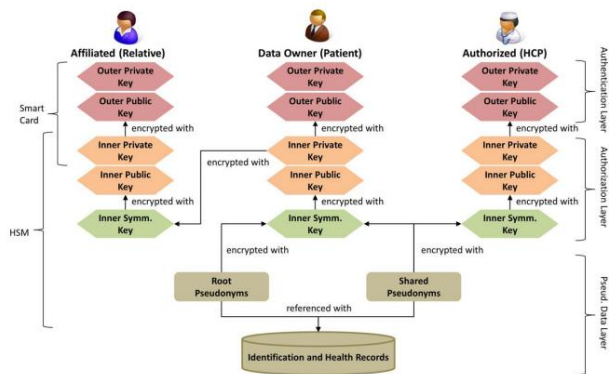 Affiliated (Relative)
Data Owner (Patient)
Authorized (HCP)
Outer Private
Key
Outer Private
Key
Outer Private
Key
Outer Public
Key
Outer Public
Key
Outer Public
Key
Smart
Card
Authentication Layer
encrypted with
encrypted with
encrypted with
Inner Private
Key
encrypted with
Inner Private
Key
Inner Private
Key
Inner Public
Key
Inner Public
Key
Inner Public
Key
Authorization Layer
encrypted with
encrypted with
encrypted with
HSM
Inner Symm.
Key
Inner Symm.
Key
Inner Symm.
Key
encrypted with
encrypted with
Root
Pseudonyms
Shared
Pseudonyms
referenced with
Pseud. Data Layer
Identification and Health Records